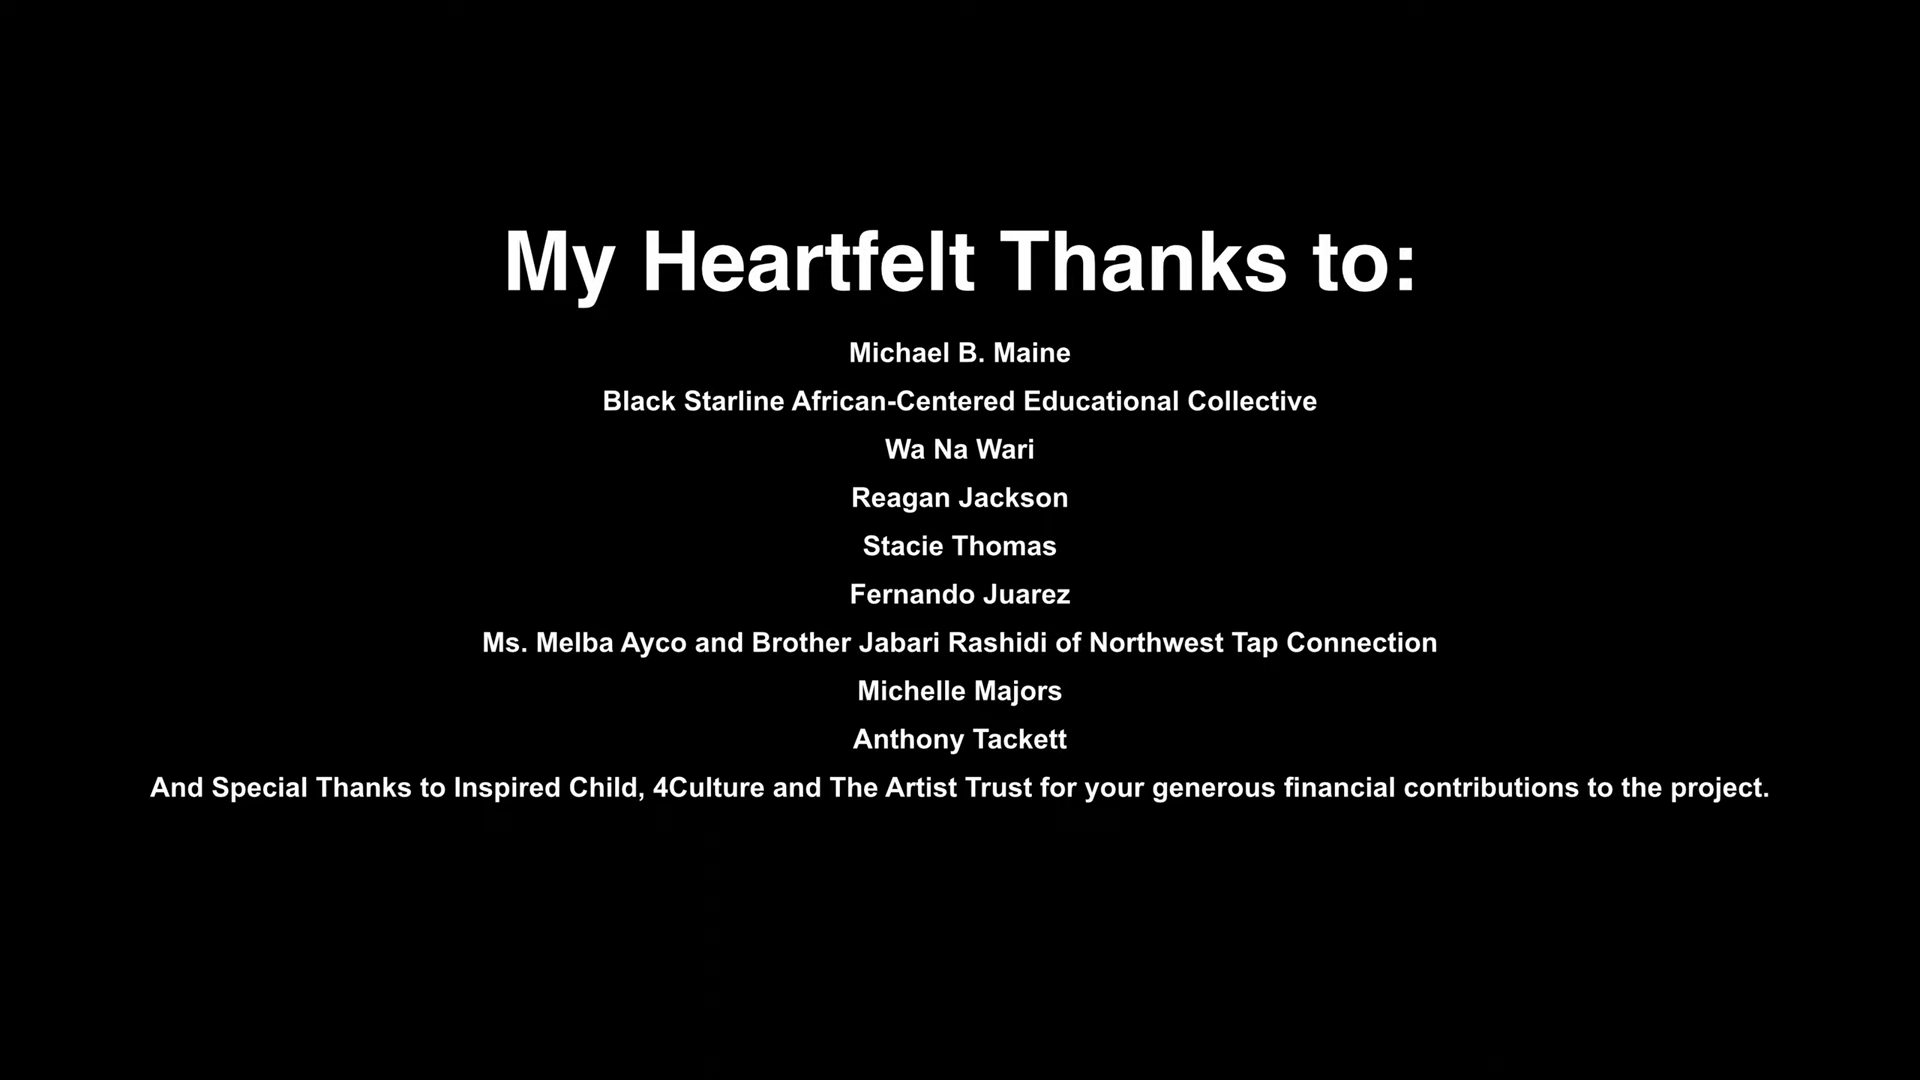 My Heartfelt Thanks to:
Michael B. Maine
Black Starline African-Centered Educational Collective
Wa Na Wari
Reagan Jackson
Stacie Thomas
Fernando Juarez
Ms. Melba Ayco and Brother Jabari Rashidi of Northwest Tap Connection
Michelle Majors
Anthony Tackett
And Special Thanks to Inspired Child, 4Culture and The Artist Trust for your generous financial contributions to the project.